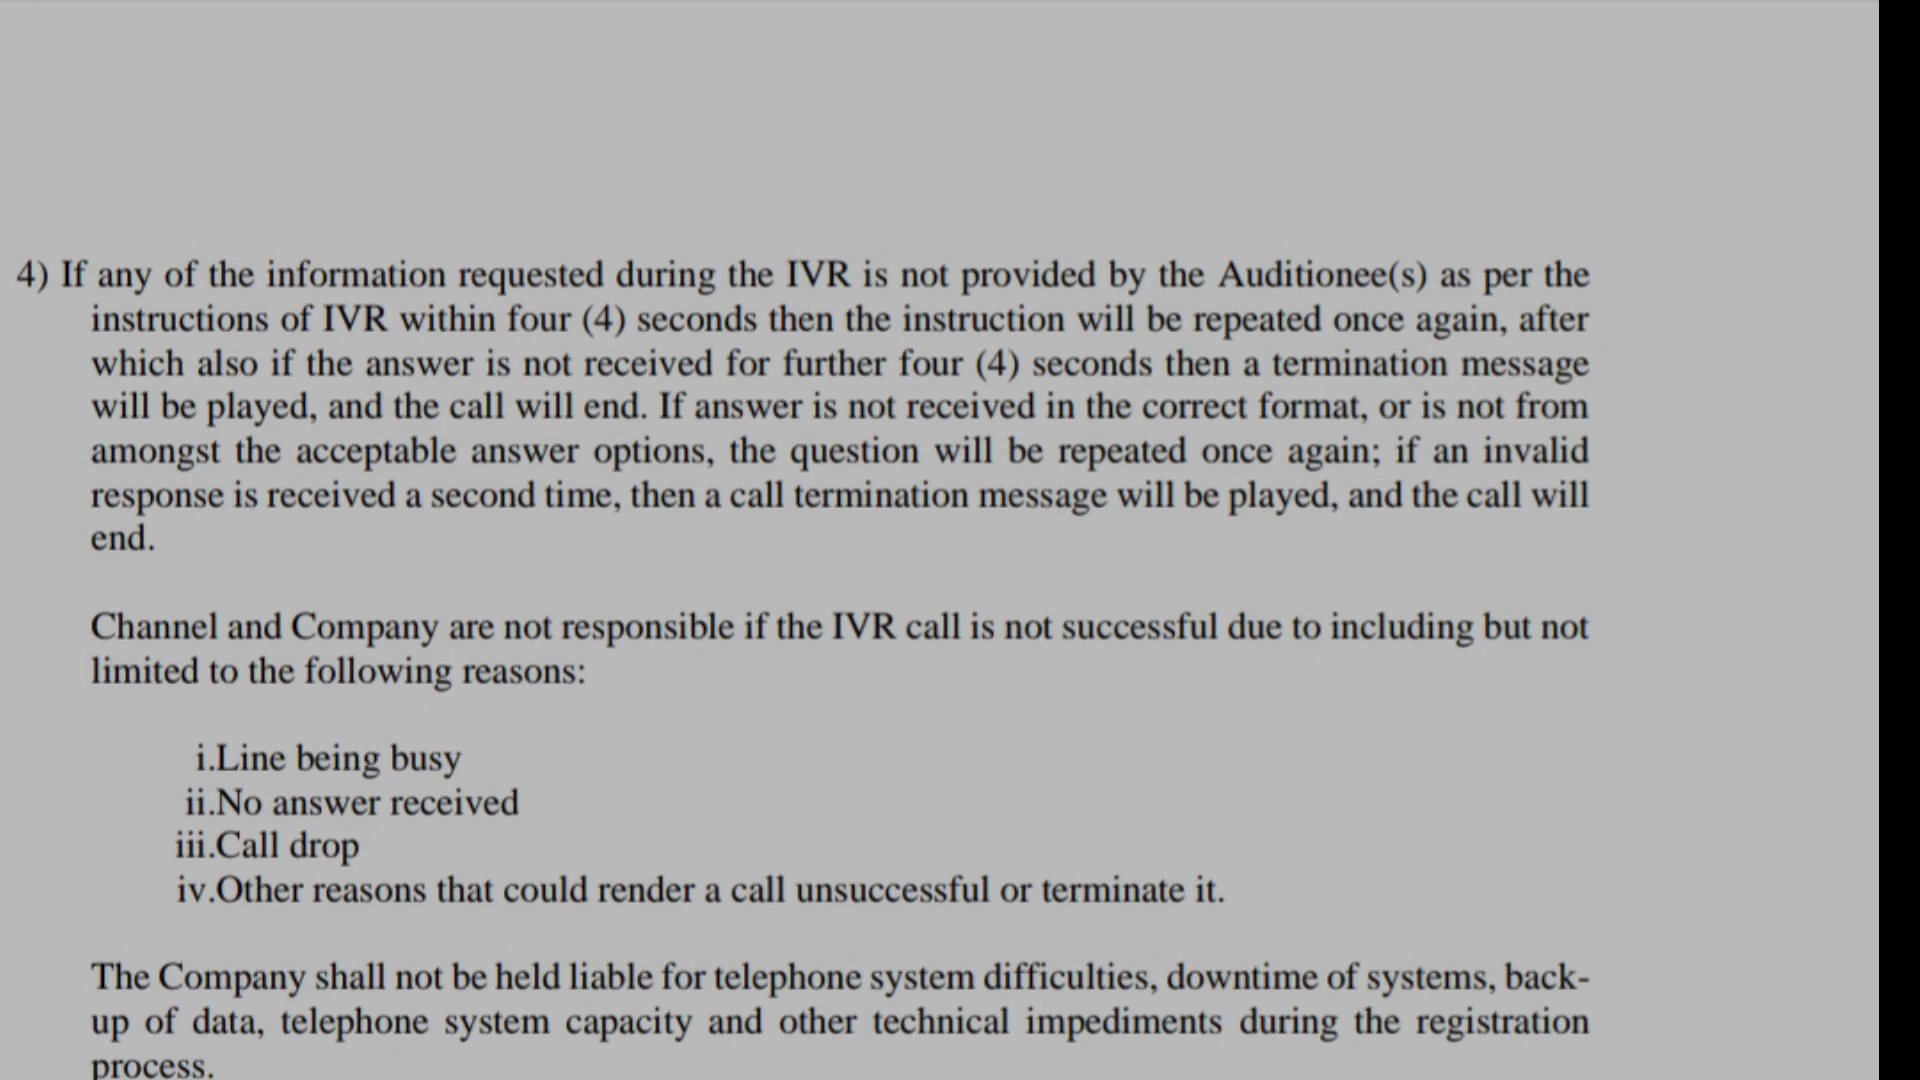 4) If any of the information requested during the IVR is not provided by the Auditionee(s) as per the
instructions of IVR within four (4) seconds then the instruction will be repeated once again, after
which also if the answer is not received for further four (4) seconds then a termination message
will be played, and the call will end. If answer is not received in the correct format, or is not from
amongst the acceptable answer options, the question will be repeated once again; if an invalid
response is received a second time, then a call termination message will be played, and the call will
end.
Channel and Company are not responsible if the IVR call is not successful due to including but not
limited to the following reasons:
i.Line being busy
ii.No answer received
iii.Call drop
iv.Other reasons that could render a call unsuccessful or terminate it.
The Company shall not be held liable for telephone system difficulties, downtime of systems, back-
up of data, telephone system capacity and other technical impediments during the registration
process.